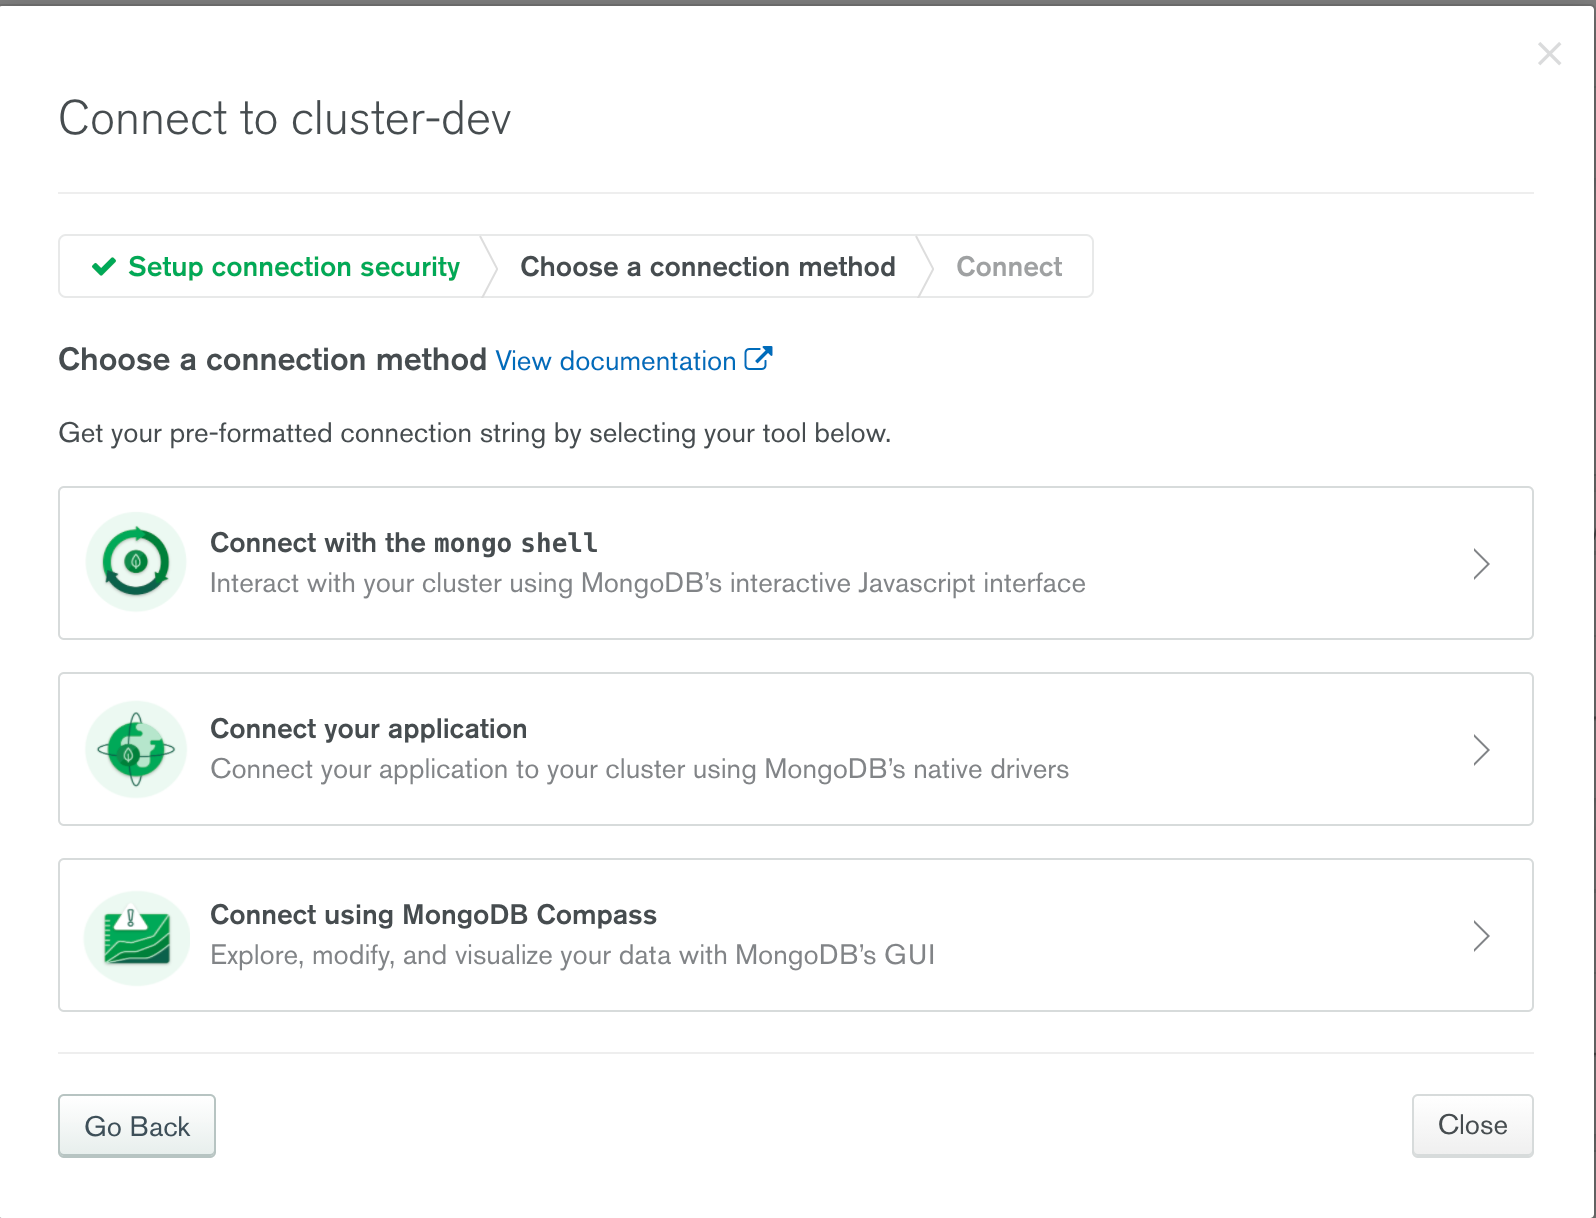 Connect to cluster-dev
Setup connection security Choose a connection method Connect
Choose a connection method View documentation
Get your pre-formatted connection string by selecting your tool below.
Connect with the mongo shell
Interact with your cluster using MongoDB’s interactive Javascript interface
Connect your application
Connect your application to your cluster using MongoDB’s native drivers
Connect using MongoDB Compass
Explore, modify, and visualize your data with MongoDB’s GUI
Go Back Close